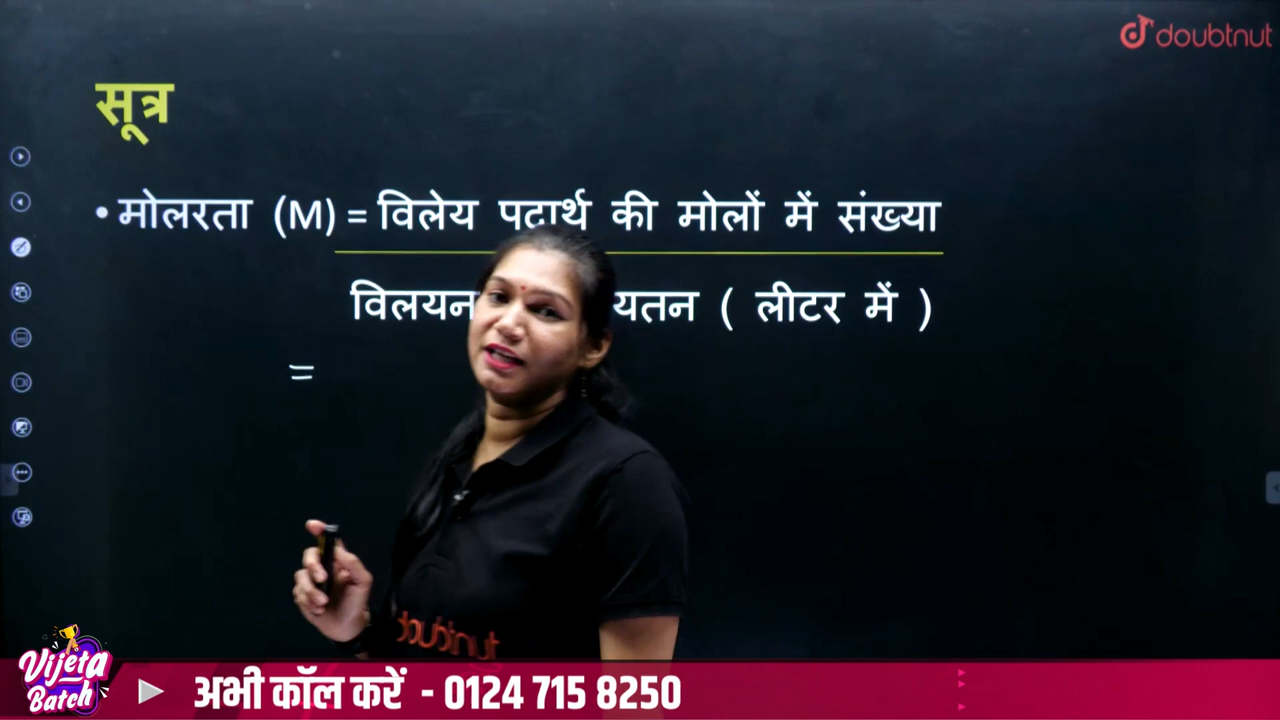 doubtnut
सूत्र
• मोलरता (M) = विलेय पदार्थ की मोलों में संख्या
विलयन यतन ( लीटर में )
=
doubtnut
Vijeta
Batch
अभी कॉल करें - 0124 715 8250